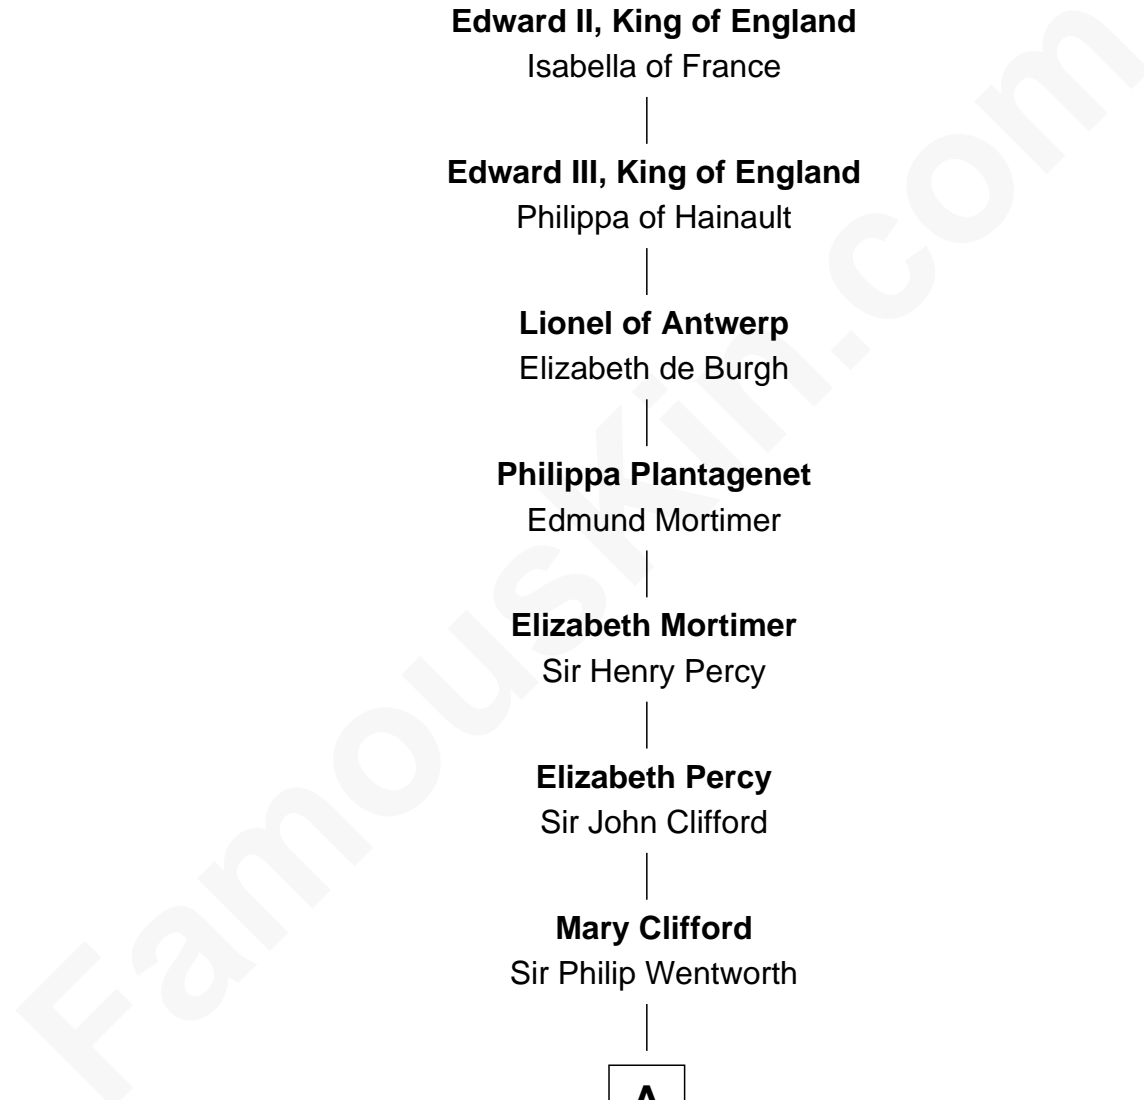 Edward II, King of England
Isabella of France
Edward III, King of England
Philippa of Hainault
Lionel of Antwerp
Elizabeth de Burgh
Philippa Plantagenet
Edmund Mortimer
Elizabeth Mortimer
Sir Henry Percy
Elizabeth Percy
Sir John Clifford
Mary Clifford
Sir Philip Wentworth
A
FamousKin.com